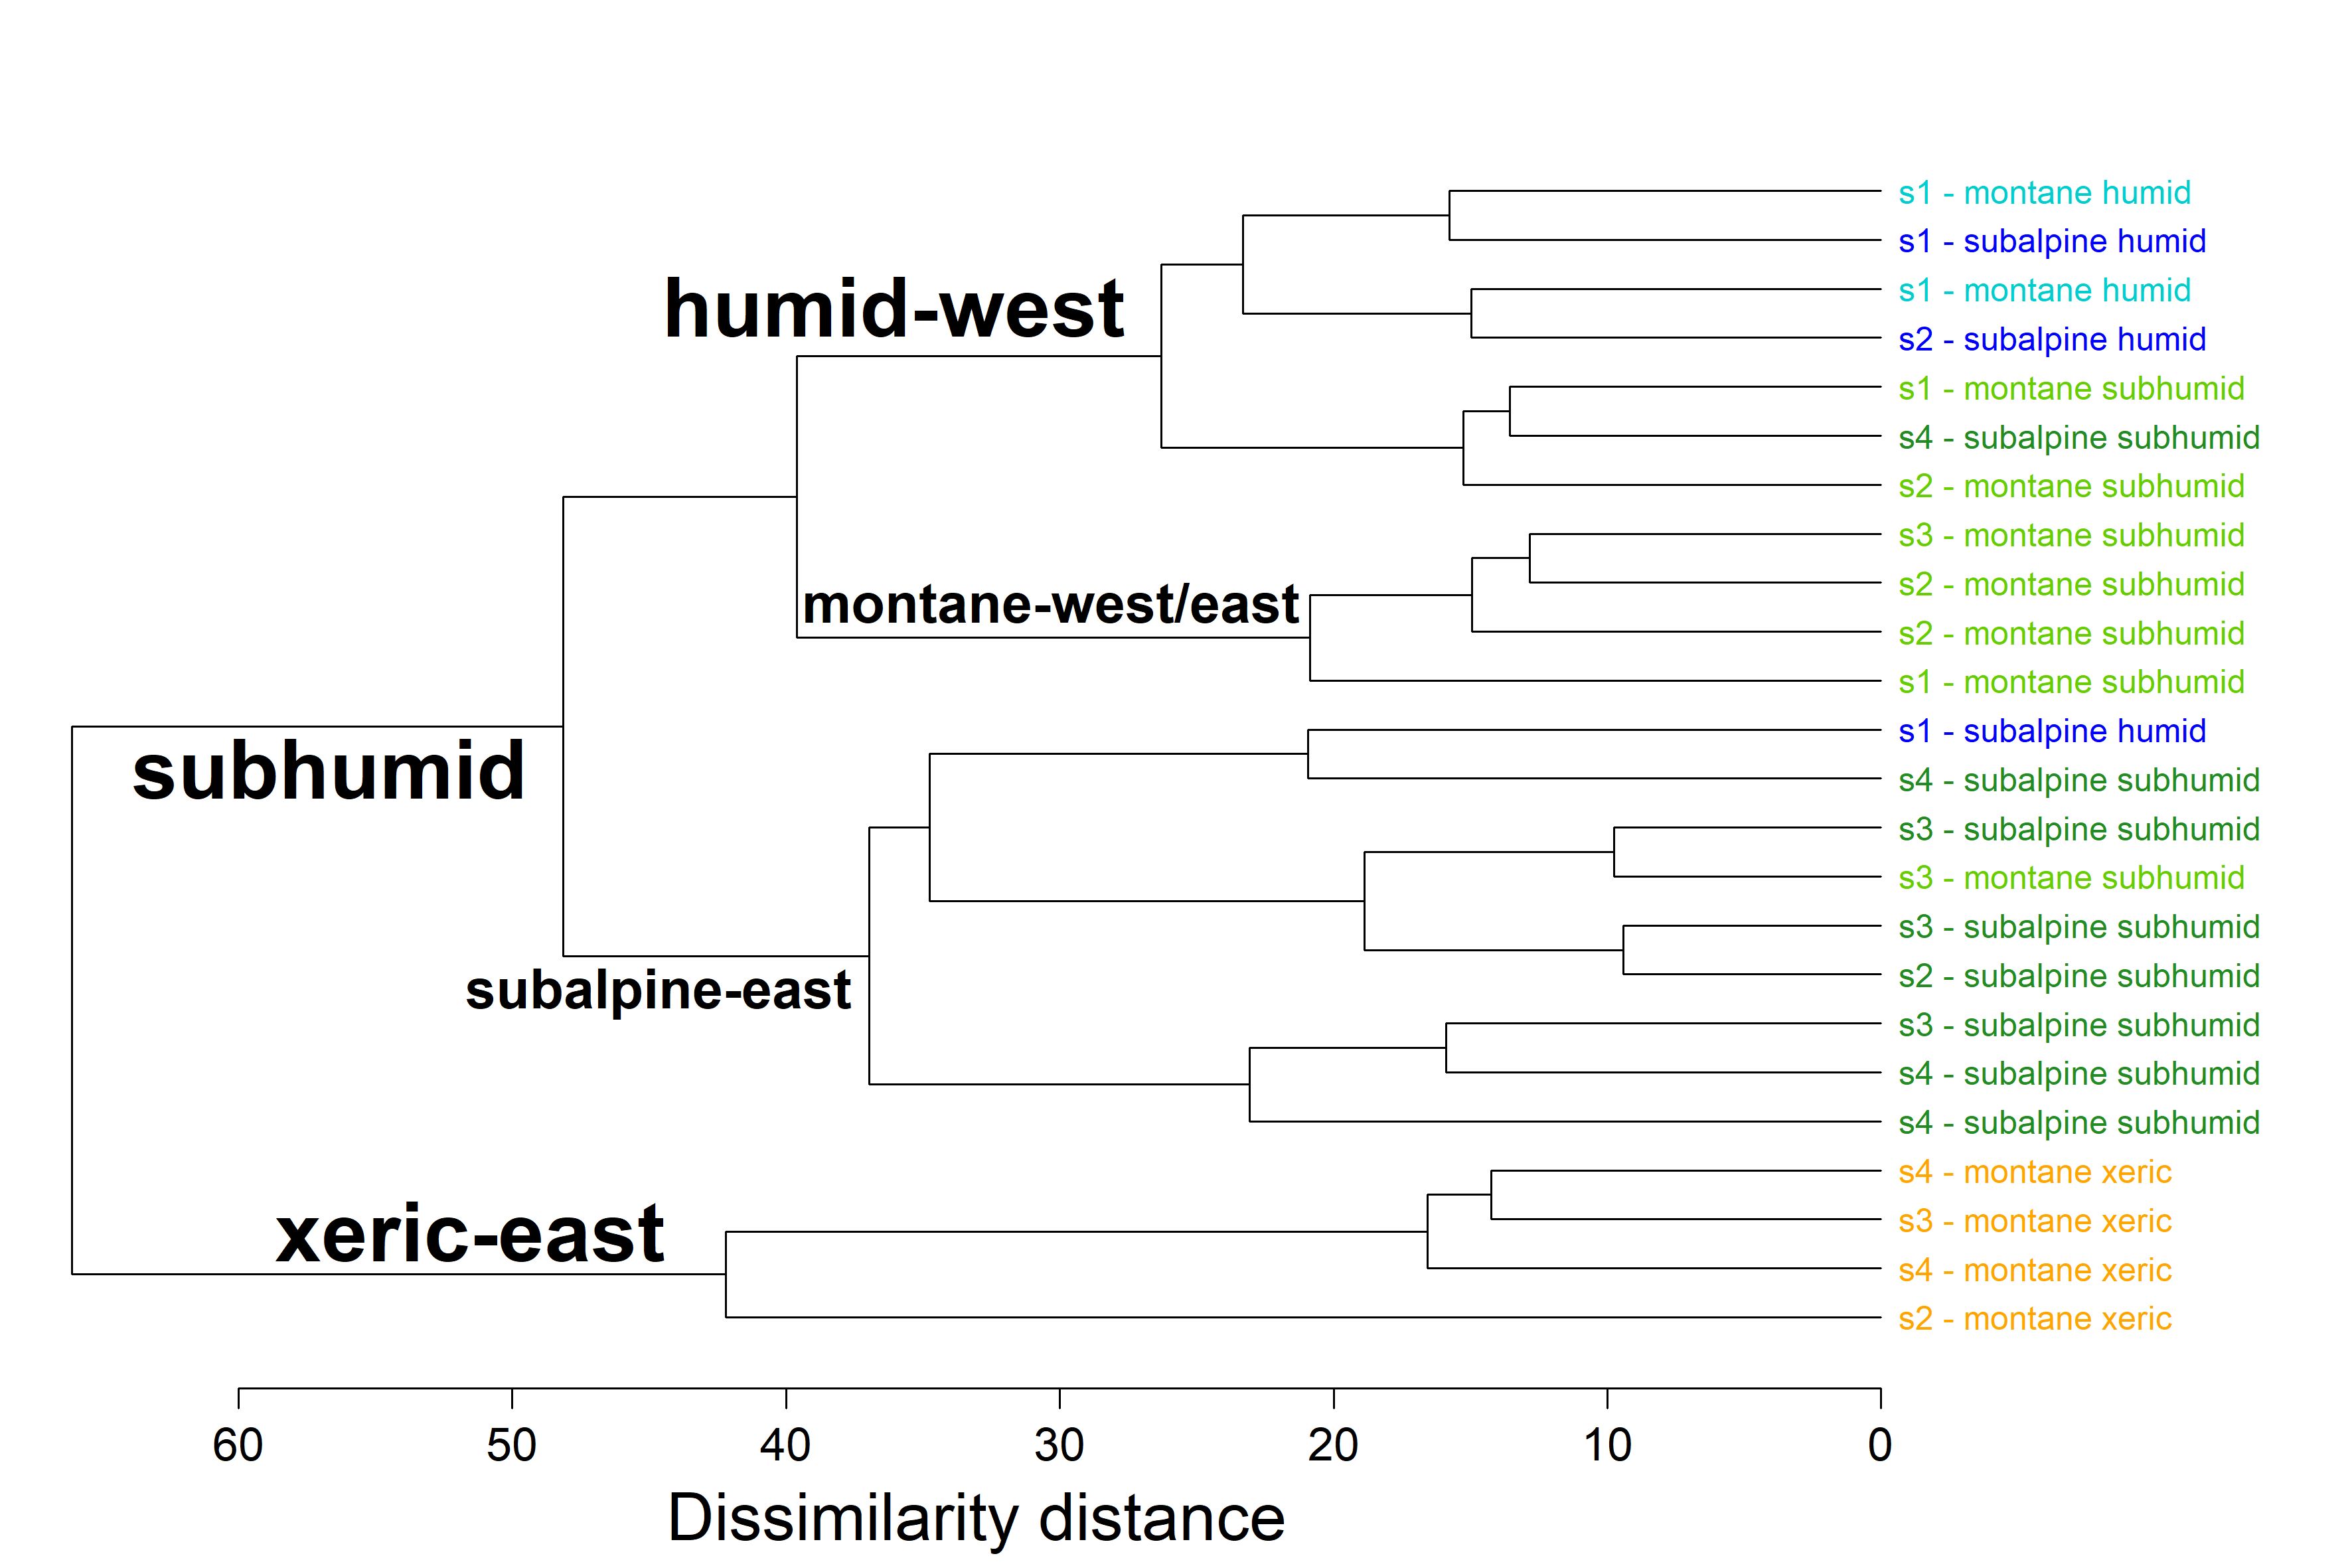 s1 - montane humid
s1 - subalpine humid
humid-west
s1 - montane humid
s2 - subalpine humid
s1 - montane subhumid
s4 - subalpine subhumid
s2 - montane subhumid
s3 - montane subhumid
s2 - montane subhumid
montane-west/east
s2 - montane subhumid
s1 - montane subhumid
s1 - subalpine humid
subhumid
s4 - subalpine subhumid
s3 - subalpine subhumid
s3 - montane subhumid
s3 - subalpine subhumid
s2 - subalpine subhumid
subalpine-east
s3 - subalpine subhumid
s4 - subalpine subhumid
s4 - subalpine subhumid
s4 - montane xeric
xeric-east
s3 - montane xeric
s4 - montane xeric
s2 - montane xeric
60 50 40 30 20 10 0
Dissimilarity distance